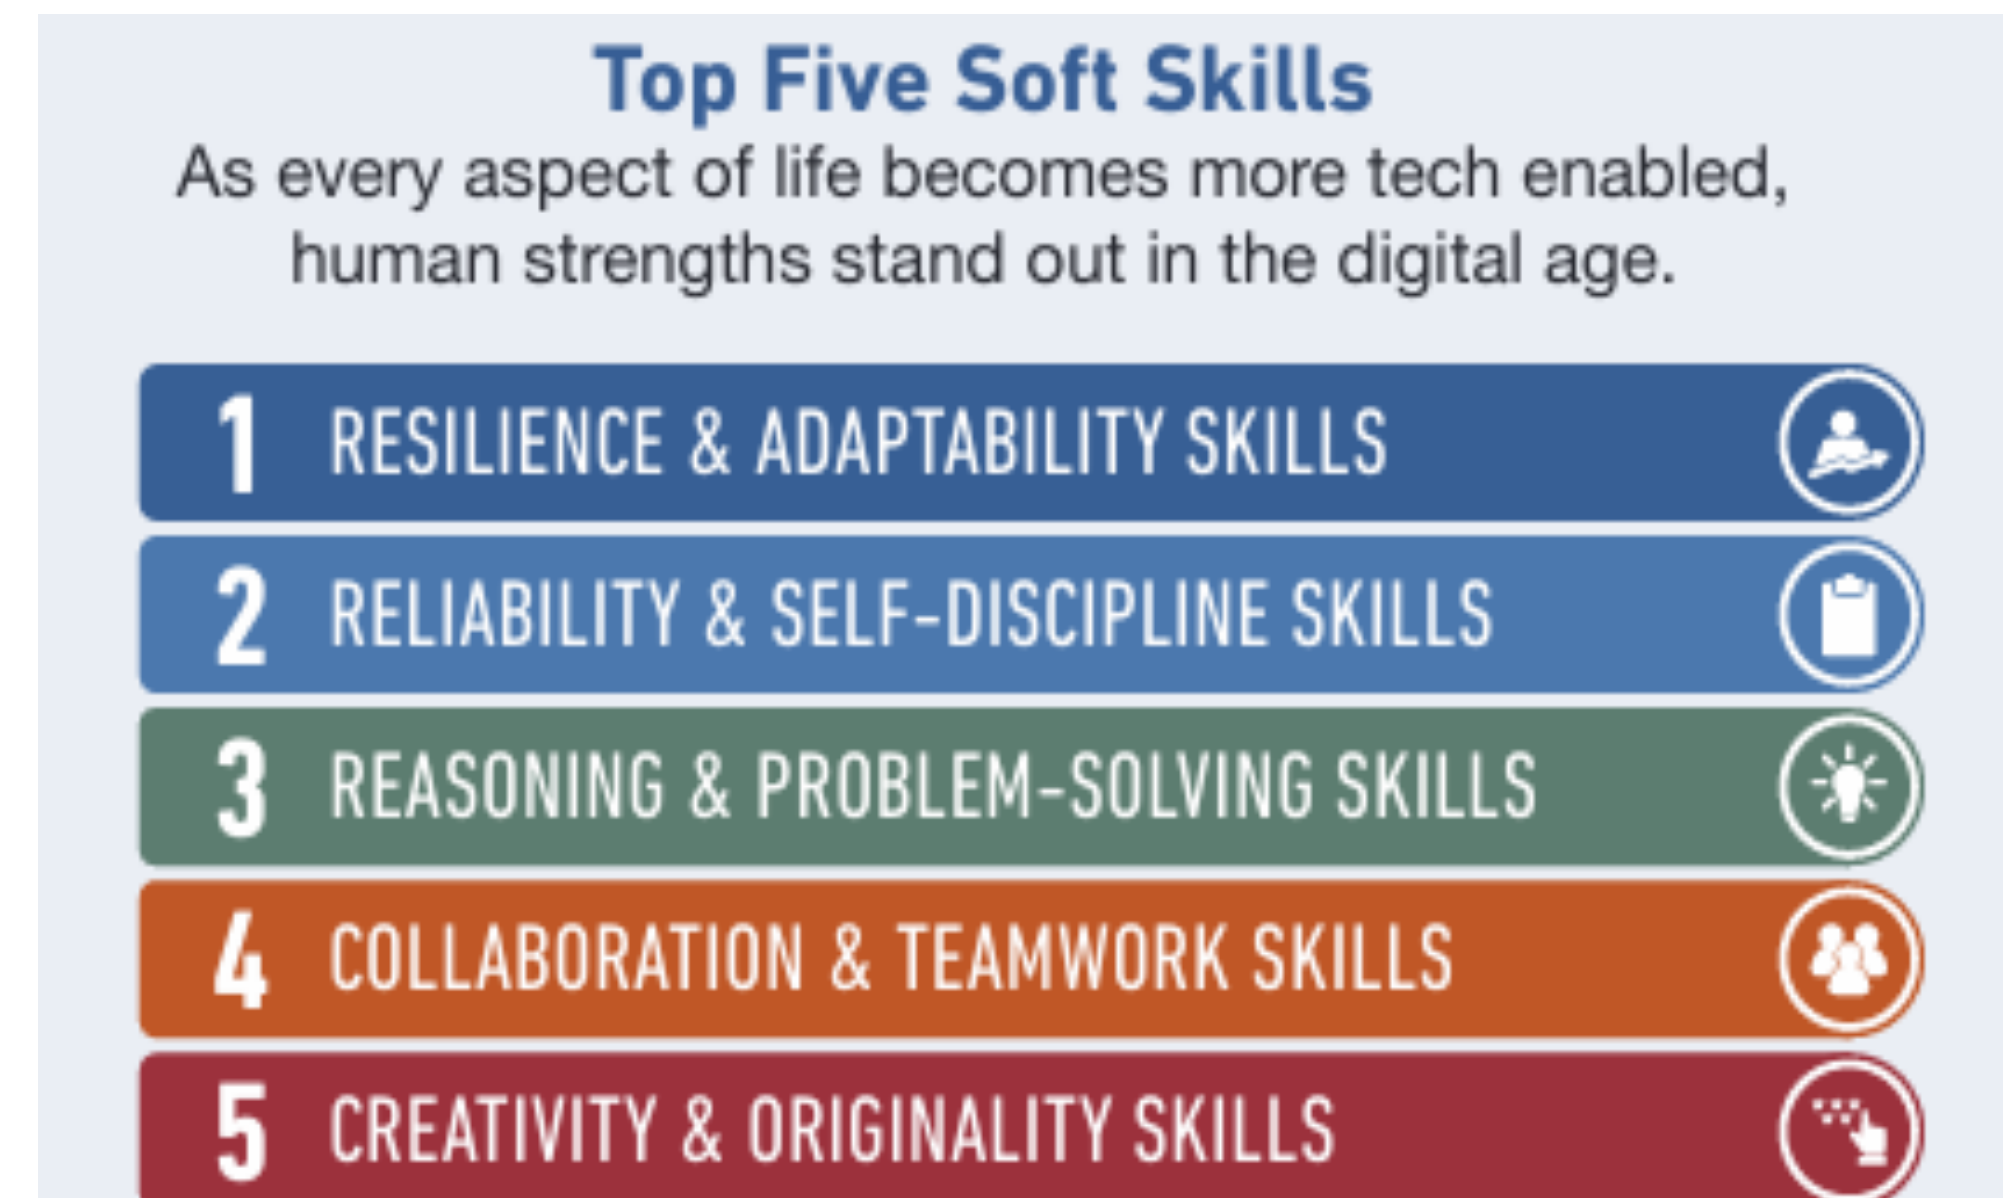 Top Five Soft Skills
As every aspect of life becomes more tech enabled,
human strengths stand out in the digital age.
1 RESILIENCE & ADAPTABILITY SKILLS
2 RELIABILITY & SELF-DISCIPLINE SKILLS
3 REASONING & PROBLEM-SOLVING SKILLS
4 COLLABORATION & TEAMWORK SKILLS
5 CREATIVITY & ORIGINALITY SKILLS